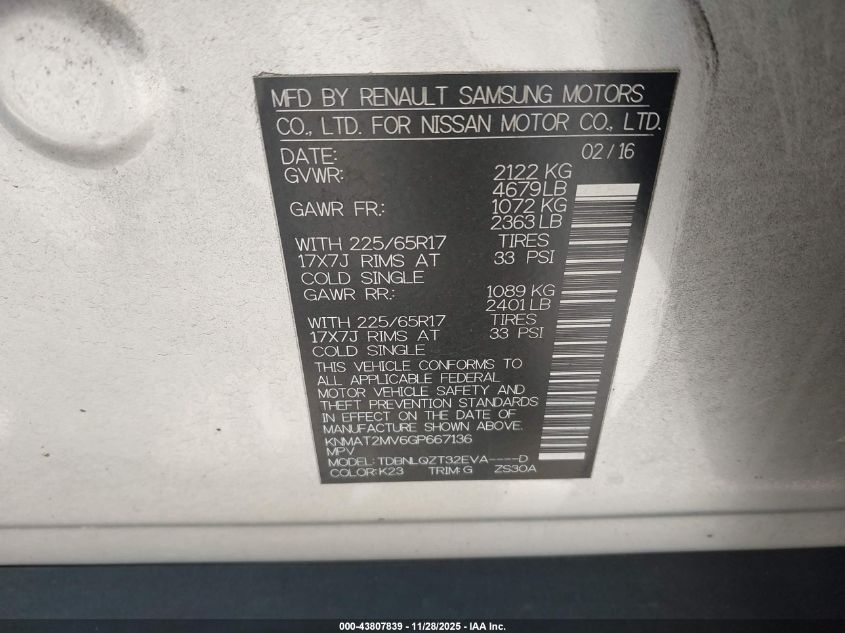 MFD BY RENAULT SAMSUNG MOTORS
CO., LTD. FOR NISSAN MOTOR CO., LTD.
DATE: 02/16
GVWR: 2122 KG
4679LB
GAWR FR.: 1072 KG
2363LB
WITH 225/65R17 TIRES
17X7J RIMS AT 33 PSI
COLD SINGLE
GAWR RR.: 1089 KG
2401LB
WITH 225/65R17 TIRES
17X7J RIMS AT 33 PSI
COLD SINGLE
THIS VEHICLE CONFORMS TO
ALL APPLICABLE FEDERAL
MOTOR VEHICLE SAFETY AND
THEFT PREVENTION STANDARDS
IN EFFECT ON THE DATE OF
MANUFACTURE SHOWN ABOVE.
KNMAT2MV6GP667136
MPV
MODEL: TDBNLQZT32EVA----D
COLOR:K23 TRIM:G ZS30A
000-43807839 - 11/28/2025 - IAA Inc.